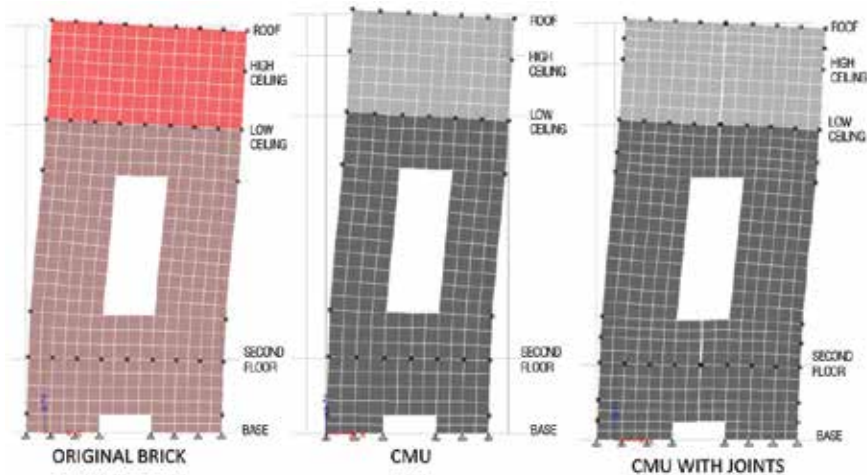 ROOF
HIGH
CEILING
LOW
CEILING
SECOND
FLOOR
BASE
ORIGINAL BRICK
ROOF
HIGH
CEILING
LOW
CEILING
SECOND
FLOOR
BASE
CMU
ROOF
HIGH
CEILING
LOW
CEILING
SECOND
FLOOR
BASE
CMU WITH JOINTS